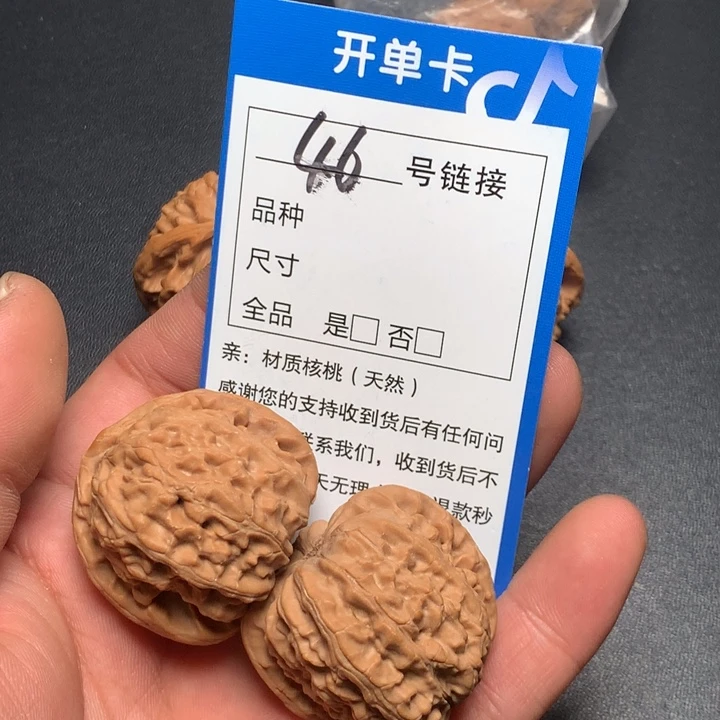 开单卡
46号链接
品种
尺寸
全品 是□ 否□
亲：材质核桃（天然）
感谢您的支持收到货后有任何问
系我们，收到货后不
天无理 退款秒